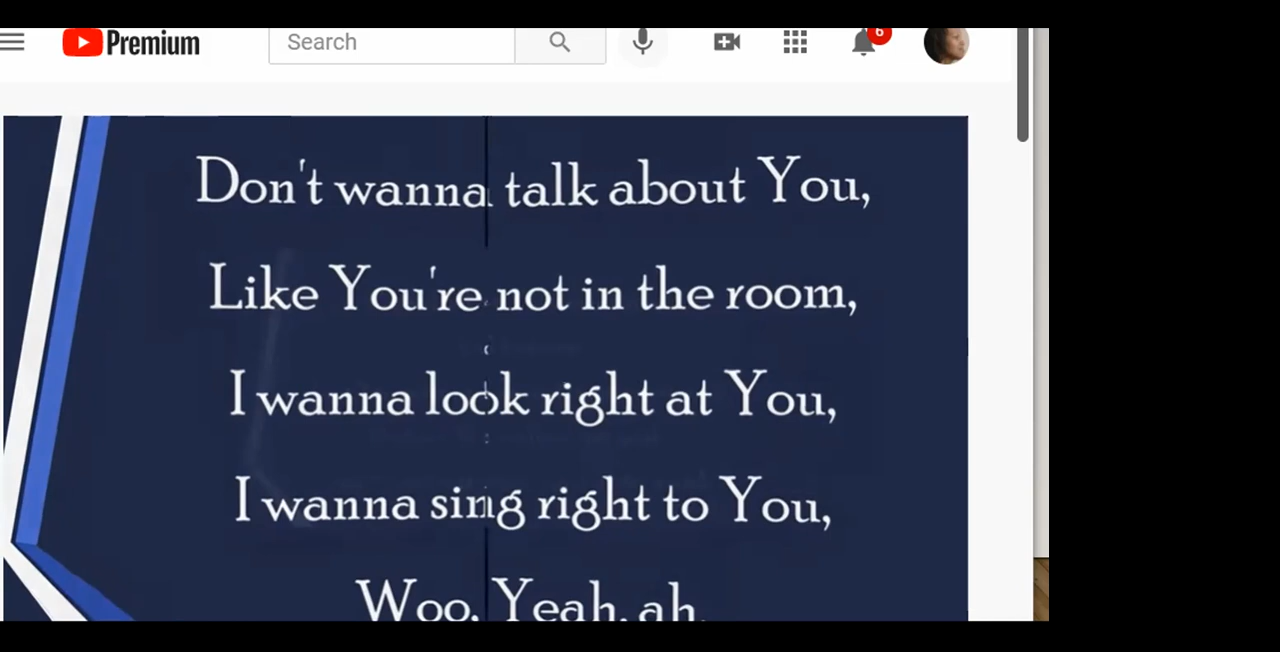 Premium
Search
6
Don't wanna talk about You,
Like You're not in the room,
I wanna look right at You,
I wanna sing right to You,
Woo, Yeah, ah,